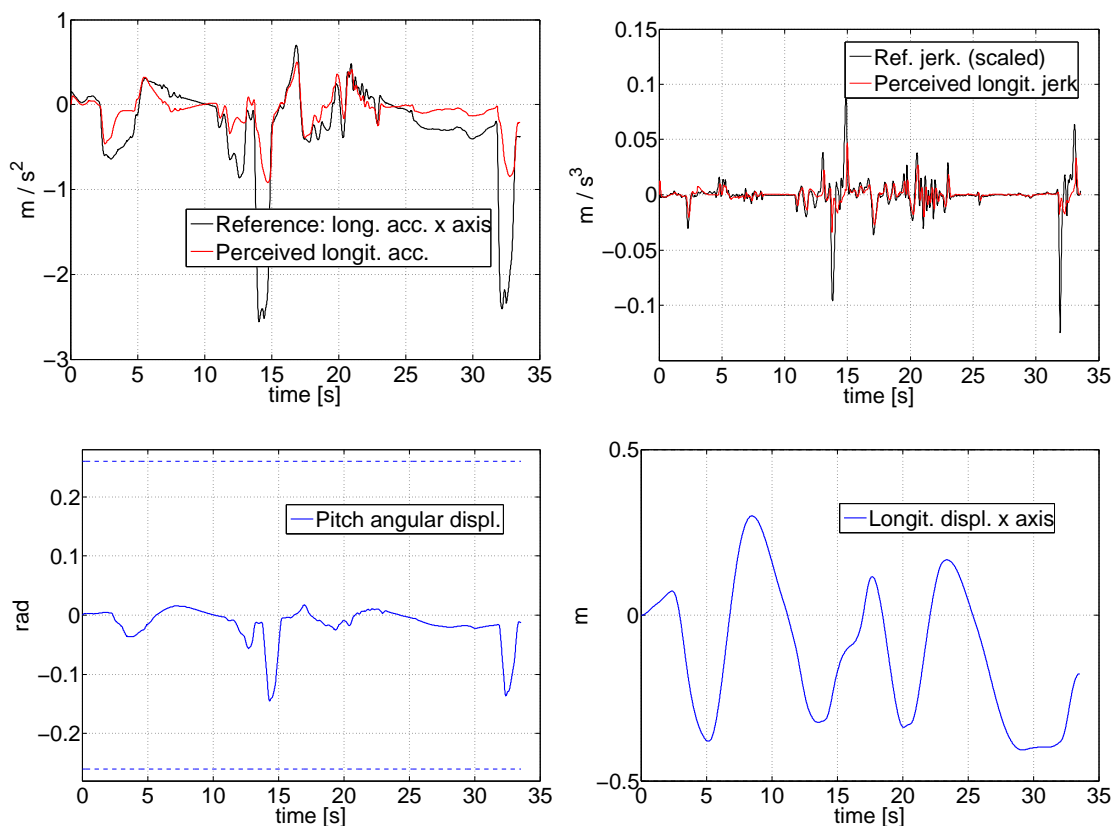 1
0
−1
−2
−3
m / s²
Reference: long. acc. x axis
Perceived longit. acc.
0 5 10 15 20 25 30 35
time [s]
0.15
0.1
0.05
0
−0.05
−0.1
m / s³
Ref. jerk. (scaled)
Perceived longit. jerk
0 5 10 15 20 25 30 35
time [s]
0.2
0.1
0
−0.1
−0.2
rad
Pitch angular displ.
0 5 10 15 20 25 30 35
time [s]
0.5
0
−0.5
m
Longit. displ. x axis
0 5 10 15 20 25 30 35
time [s]